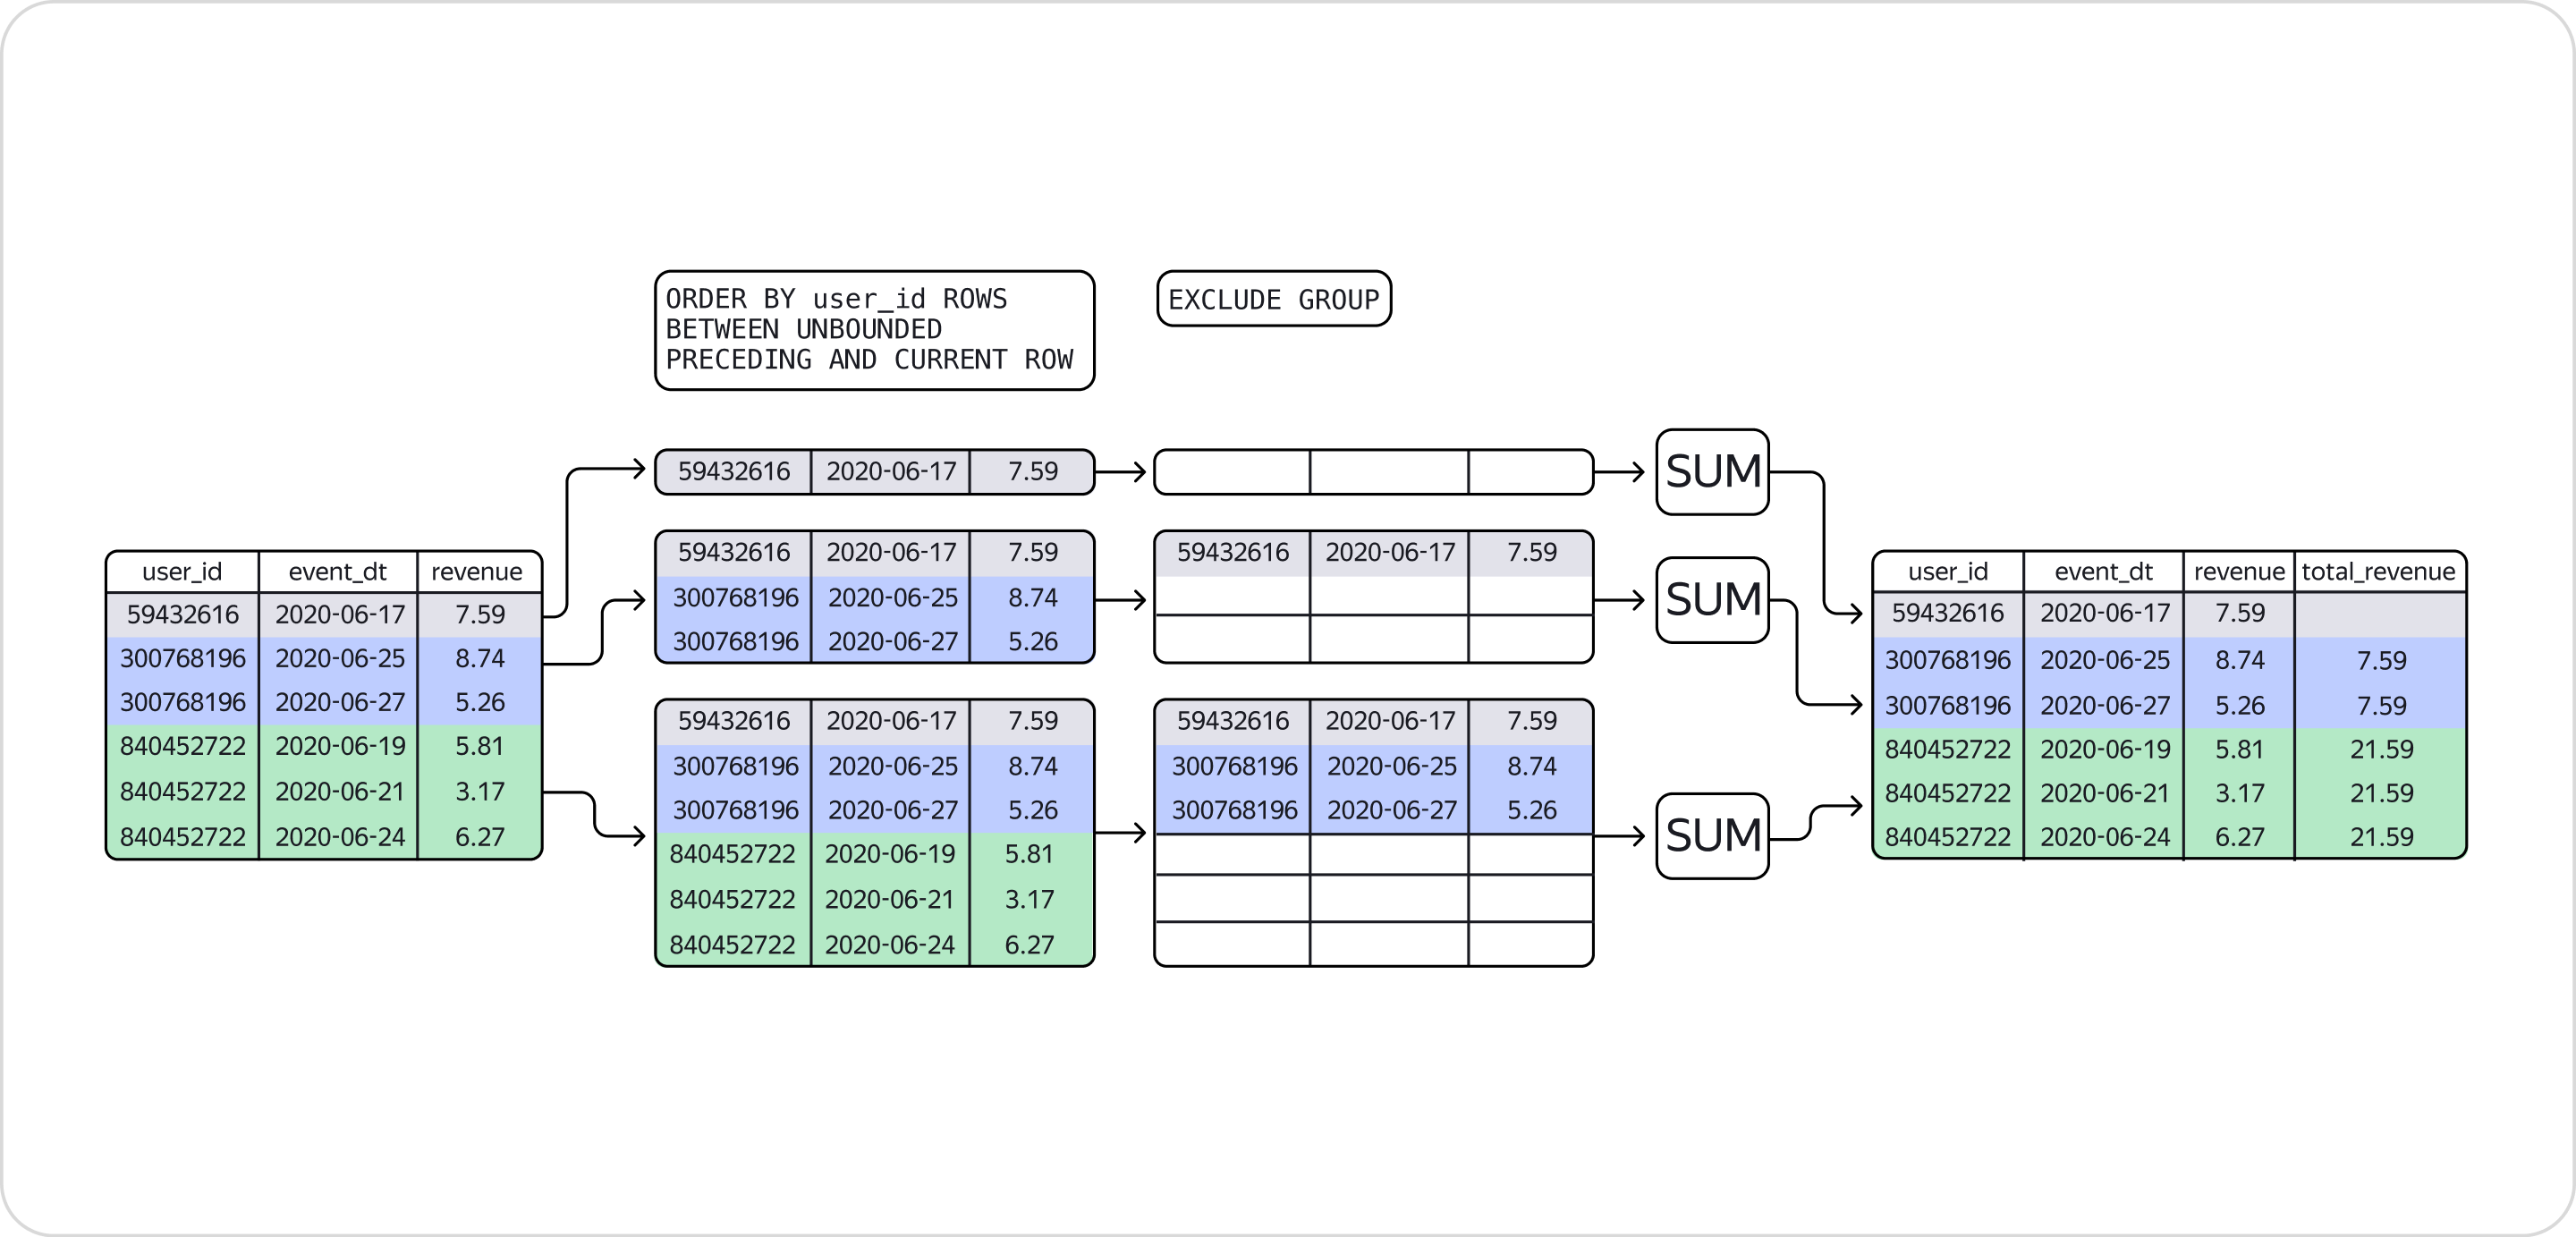 ORDER BY user_id ROWS
BETWEEN UNBOUNDED
PRECEDING AND CURRENT ROW
EXCLUDE GROUP
user_id event_dt revenue
59432616 2020-06-17 7.59
300768196 2020-06-25 8.74
300768196 2020-06-27 5.26
840452722 2020-06-19 5.81
840452722 2020-06-21 3.17
840452722 2020-06-24 6.27
59432616 2020-06-17 7.59
59432616 2020-06-17 7.59
300768196 2020-06-25 8.74
300768196 2020-06-27 5.26
59432616 2020-06-17 7.59
300768196 2020-06-25 8.74
300768196 2020-06-27 5.26
840452722 2020-06-19 5.81
840452722 2020-06-21 3.17
840452722 2020-06-24 6.27
59432616 2020-06-17 7.59
59432616 2020-06-17 7.59
300768196 2020-06-25 8.74
300768196 2020-06-27 5.26
SUM
SUM
SUM
user_id event_dt revenue total_revenue
59432616 2020-06-17 7.59
300768196 2020-06-25 8.74 7.59
300768196 2020-06-27 5.26 7.59
840452722 2020-06-19 5.81 21.59
840452722 2020-06-21 3.17 21.59
840452722 2020-06-24 6.27 21.59